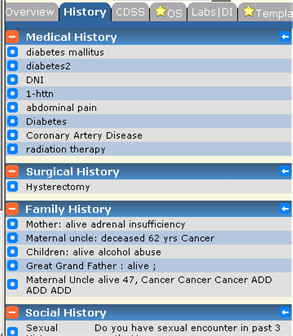 Overview History CDSS OS Labs|DI Templa
Medical History
diabetes mallitus
diabetes2
DNI
1-httn
abdominal pain
Diabetes
Coronary Artery Disease
radiation therapy
Surgical History
Hysterectomy
Family History
Mother: alive adrenal insufficiency
Maternal uncle: deceased 62 yrs Cancer
Children: alive alcohol abuse
Great Grand Father : alive ;
Maternal Uncle alive 47, Cancer Cancer Cancer ADD
ADD ADD
Social History
Sexual Do you have sexual encounter in past 3